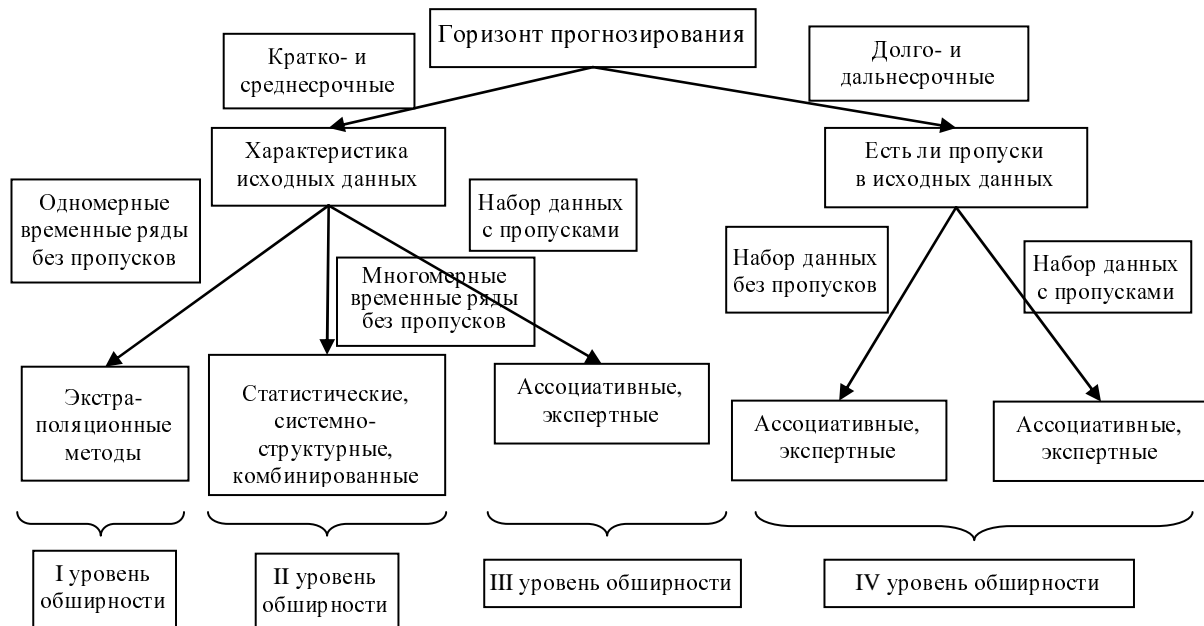 Горизонт прогнозирования
Кратко- и
среднесрочные
Долго- и
дальнесрочные
Характеристика
исходных данных
Есть ли пропуски
в исходных данных
Одномерные
временные ряды
без пропусков
Набор данных
с пропусками
Многомерные
временные ряды
без пропусков
Набор данных
без пропусков
Набор данных
с пропусками
Экстра-
поляционные
методы
Статистические,
системно-
структурные,
комбинированные
Ассоциативные,
экспертные
Ассоциативные,
экспертные
Ассоциативные,
экспертные
I уровень
обширности
II уровень
обширности
III уровень обширности
IV уровень обширности